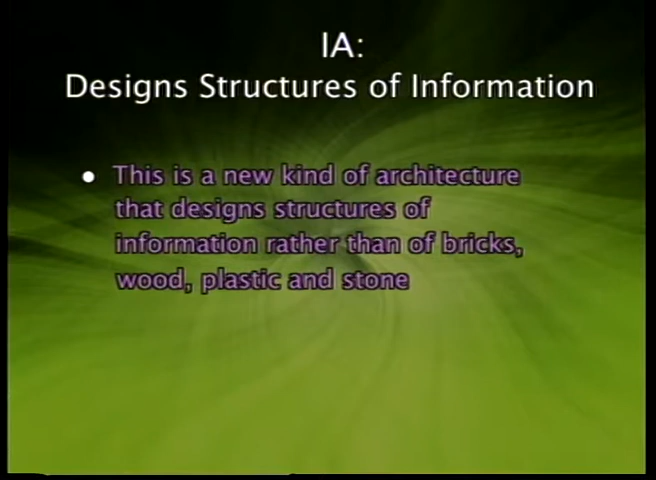 IA:
Designs Structures of Information
• This is a new kind of architecture
that designs structures of
information rather than of bricks,
wood, plastic and stone